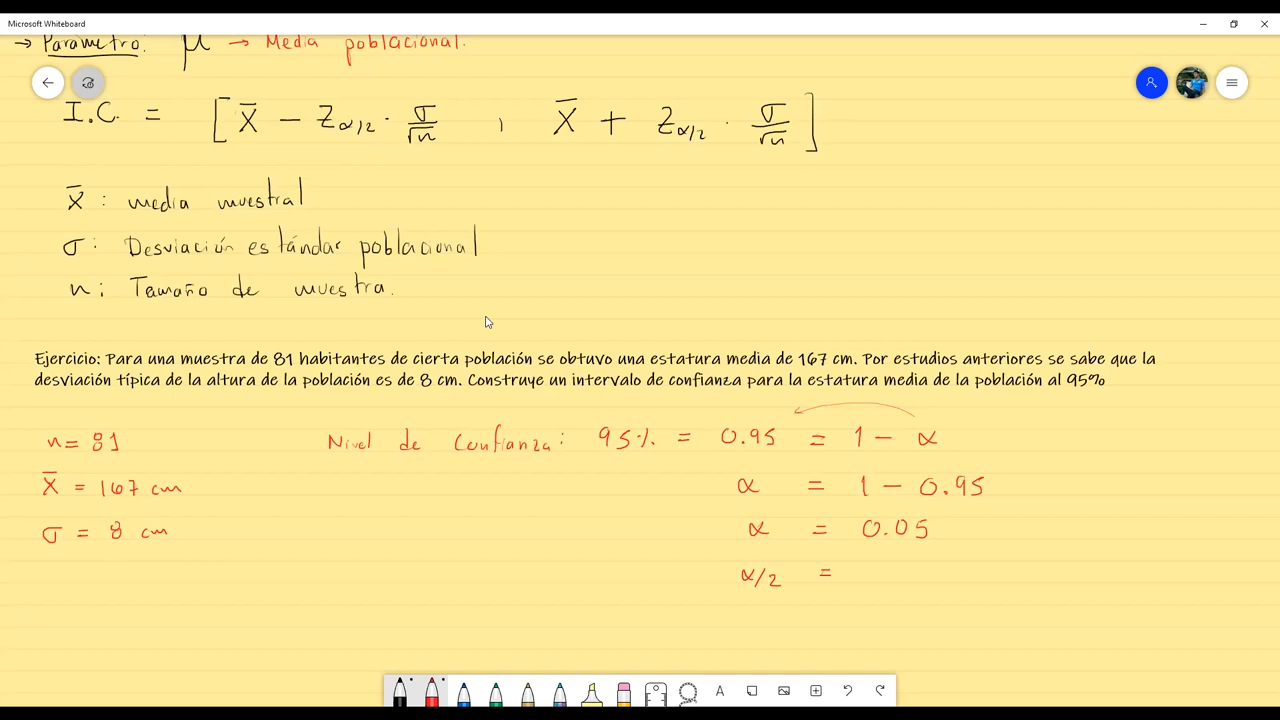 Microsoft Whiteboard
→ Parámetro: μ → Media poblacional.
I.C. = [ X̄ − Zα/2 · σ/√n , X̄ + Zα/2 · σ/√n ]
X̄ : media muestral
σ : Desviación estándar poblacional
n : Tamaño de muestra.
Ejercicio: Para una muestra de 81 habitantes de cierta población se obtuvo una estatura media de 167 cm. Por estudios anteriores se sabe que la
desviación típica de la altura de la población es de 8 cm. Construye un intervalo de confianza para la estatura media de la población al 95%
n = 81
X̄ = 167 cm
σ = 8 cm
Nivel de Confianza: 95% = 0.95 = 1 − α
α = 1 − 0.95
α = 0.05
α/2 =
A